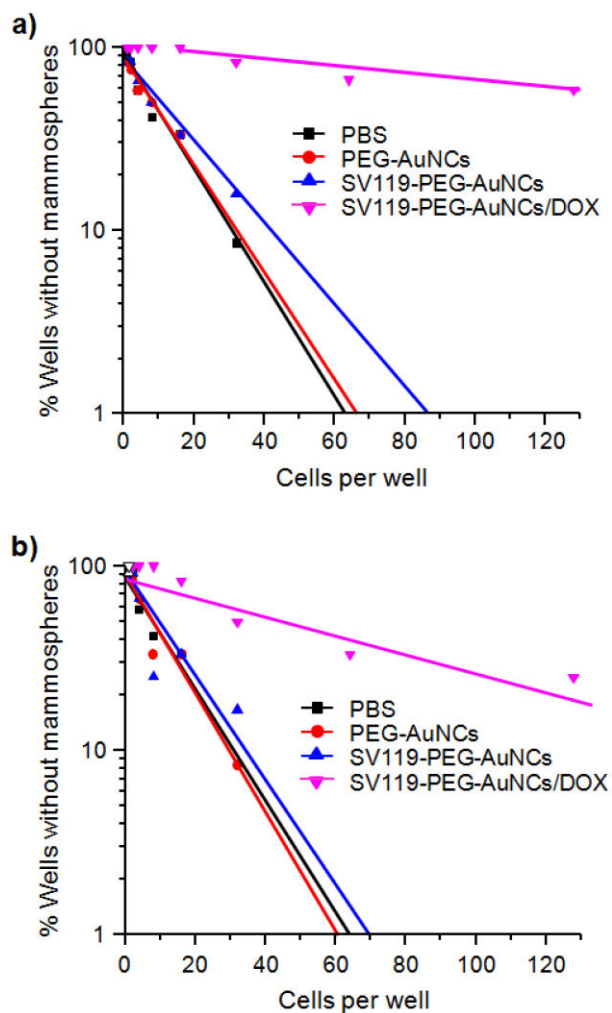 a)
% Wells without mammospheres
100
10
1
PBS
PEG-AuNCs
SV119-PEG-AuNCs
SV119-PEG-AuNCs/DOX
0 20 40 60 80 100 120
Cells per well
b)
% Wells without mammospheres
100
10
1
PBS
PEG-AuNCs
SV119-PEG-AuNCs
SV119-PEG-AuNCs/DOX
0 20 40 60 80 100 120
Cells per well